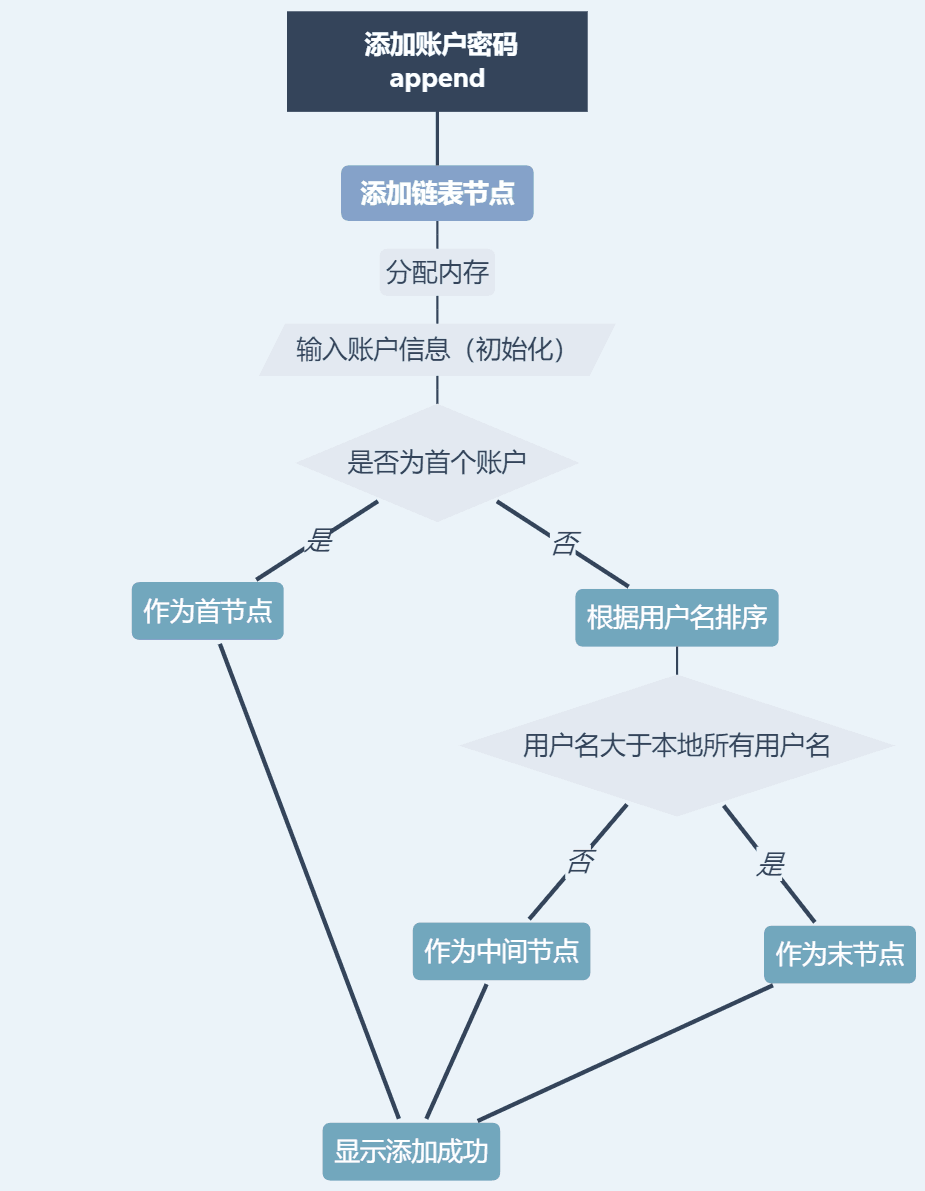 添加账户密码
append
添加链表节点
分配内存
输入账户信息（初始化）
是否为首个账户
是
否
作为首节点
根据用户名排序
用户名大于本地所有用户名
否
是
作为中间节点
作为末节点
显示添加成功